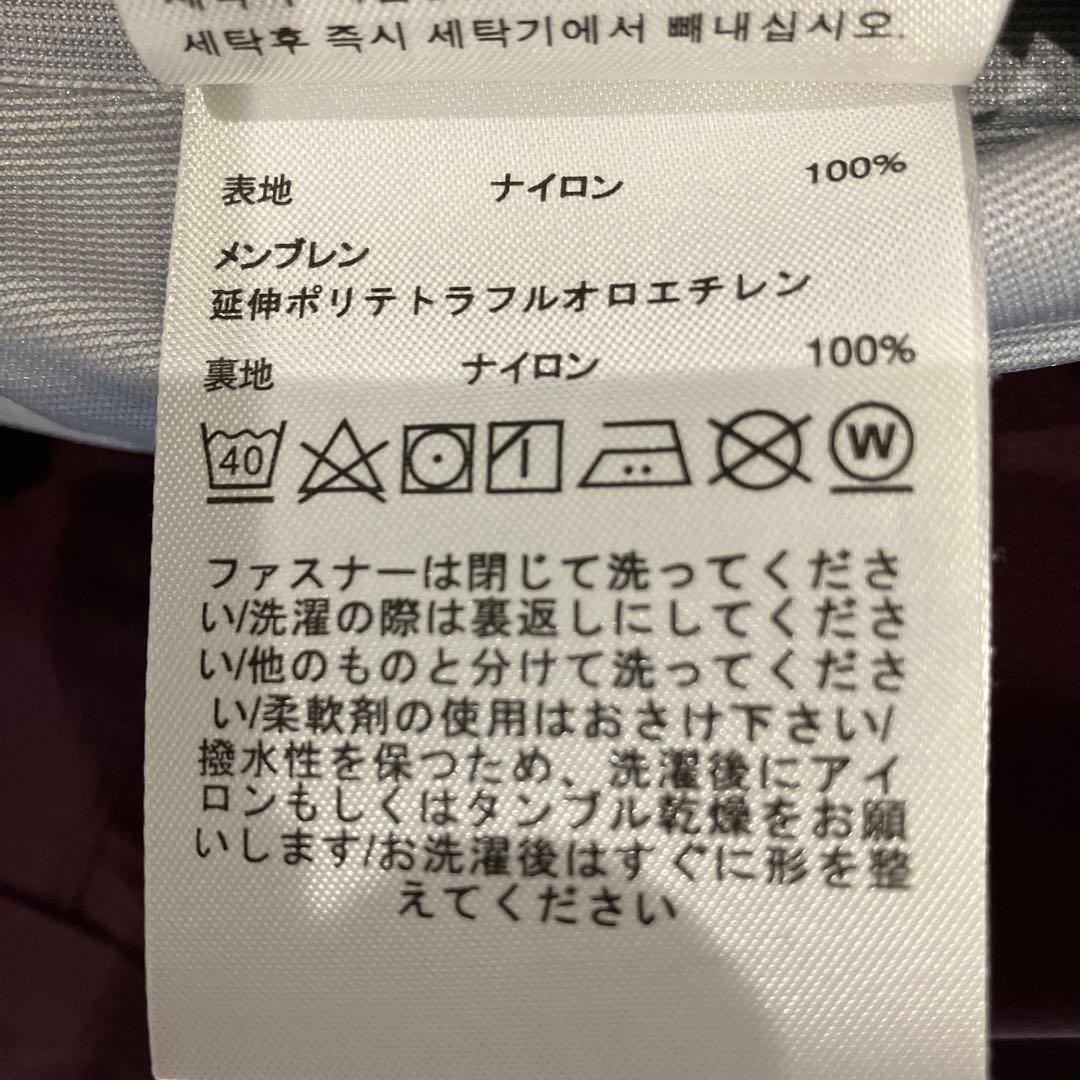 세탁후 즉시 세탁기에서 빼내십시오.
表地 ナイロン 100%
メンブレン
延伸ポリテトラフルオロエチレン
裏地 ナイロン 100%
40 W
ファスナーは閉じて洗ってくださ
い/洗濯の際は裏返しにしてくださ
い/他のものと分けて洗ってくださ
い/柔軟剤の使用はおさけ下さい/
撥水性を保つため、洗濯後にアイ
ロンもしくはタンブル乾燥をお願
いします/お洗濯後はすぐに形を整
えてください